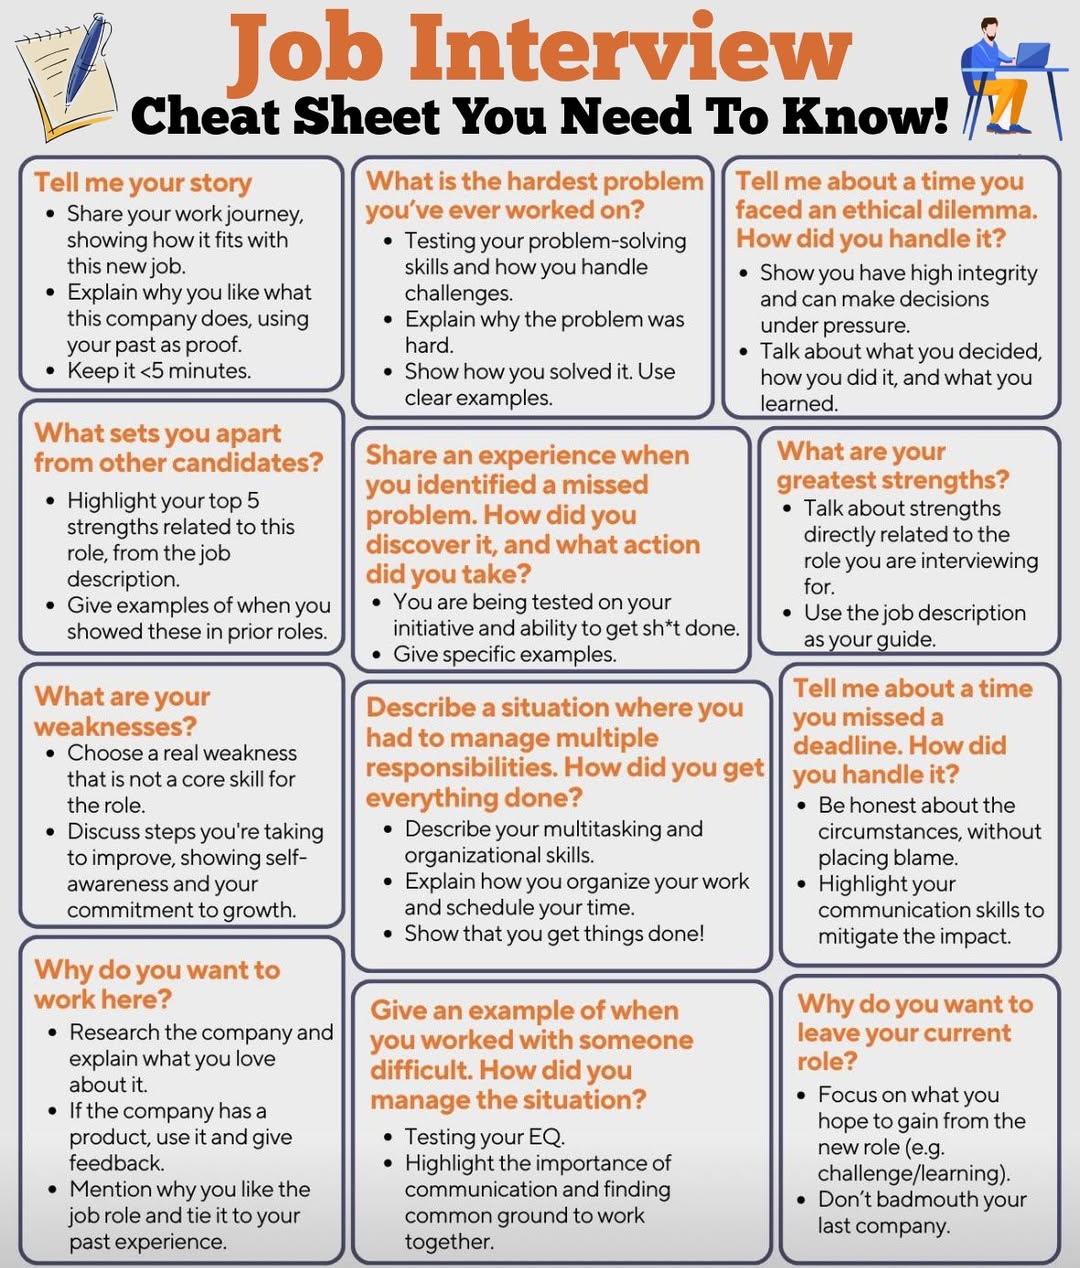 Job Interview
Cheat Sheet You Need To Know!
Tell me your story
• Share your work journey,
showing how it fits with
this new job.
• Explain why you like what
this company does, using
your past as proof.
• Keep it <5 minutes.
What is the hardest problem
you've ever worked on?
• Testing your problem-solving
skills and how you handle
challenges.
• Explain why the problem was
hard.
• Show how you solved it. Use
clear examples.
Tell me about a time you
faced an ethical dilemma.
How did you handle it?
• Show you have high integrity
and can make decisions
under pressure.
• Talk about what you decided,
how you did it, and what you
learned.
What sets you apart
from other candidates?
• Highlight your top 5
strengths related to this
role, from the job
description.
• Give examples of when you
showed these in prior roles.
Share an experience when
you identified a missed
problem. How did you
discover it, and what action
did you take?
• You are being tested on your
initiative and ability to get sh*t done.
• Give specific examples.
What are your
greatest strengths?
• Talk about strengths
directly related to the
role you are interviewing
for.
• Use the job description
as your guide.
What are your
weaknesses?
• Choose a real weakness
that is not a core skill for
the role.
• Discuss steps you're taking
to improve, showing self-
awareness and your
commitment to growth.
Describe a situation where you
had to manage multiple
responsibilities. How did you get
everything done?
• Describe your multitasking and
organizational skills.
• Explain how you organize your work
and schedule your time.
• Show that you get things done!
Tell me about a time
you missed a
deadline. How did
you handle it?
• Be honest about the
circumstances, without
placing blame.
• Highlight your
communication skills to
mitigate the impact.
Why do you want to
work here?
• Research the company and
explain what you love
about it.
• If the company has a
product, use it and give
feedback.
• Mention why you like the
job role and tie it to your
past experience.
Give an example of when
you worked with someone
difficult. How did you
manage the situation?
• Testing your EQ.
• Highlight the importance of
communication and finding
common ground to work
together.
Why do you want to
leave your current
role?
• Focus on what you
hope to gain from the
new role (e.g.
challenge/learning).
• Don't badmouth your
last company.